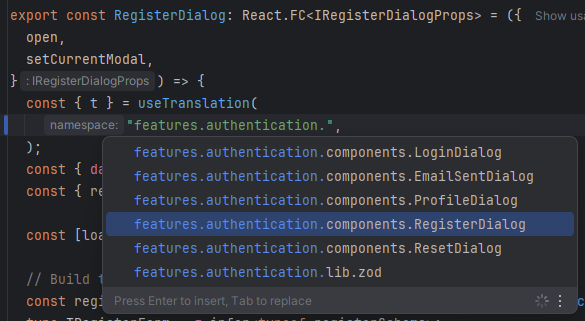 export const RegisterDialog: React.FC<IRegisterDialogProps> = ({ Show usa
open,
setCurrentModal,
} : IRegisterDialogProps ) => {
const { t } = useTranslation(
namespace: "features.authentication.",
);
const { da
const { re
const [loa
// Build t
const regi
features.authentication.components.LoginDialog
features.authentication.components.EmailSentDialog
features.authentication.components.ProfileDialog
features.authentication.components.RegisterDialog
features.authentication.components.ResetDialog
features.authentication.lib.zod
Press Enter to insert, Tab to replace